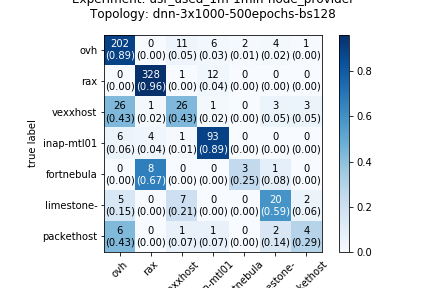 Topology: dnn-3x1000-500epochs-bs128
ovh 202 0 11 6 2 4 1
(0.89) (0.00) (0.05) (0.03) (0.01) (0.02) (0.00)
rax 0 328 1 12 0 0 0
(0.00) (0.96) (0.00) (0.04) (0.00) (0.00) (0.00)
vexxhost 26 1 26 1 0 3 3
(0.43) (0.02) (0.43) (0.02) (0.00) (0.05) (0.05)
inap-mtl01 6 4 1 93 0 0 0
(0.06) (0.04) (0.01) (0.89) (0.00) (0.00) (0.00)
fortnebula 0 8 0 0 3 1 0
(0.00) (0.67) (0.00) (0.00) (0.25) (0.08) (0.00)
limestone- 5 0 7 0 0 20 2
(0.15) (0.00) (0.21) (0.00) (0.00) (0.59) (0.06)
packethost 6 0 1 1 0 2 4
(0.43) (0.00) (0.07) (0.07) (0.00) (0.14) (0.29)
true label
0.8
0.6
0.4
0.2
0.0
ovh
rax